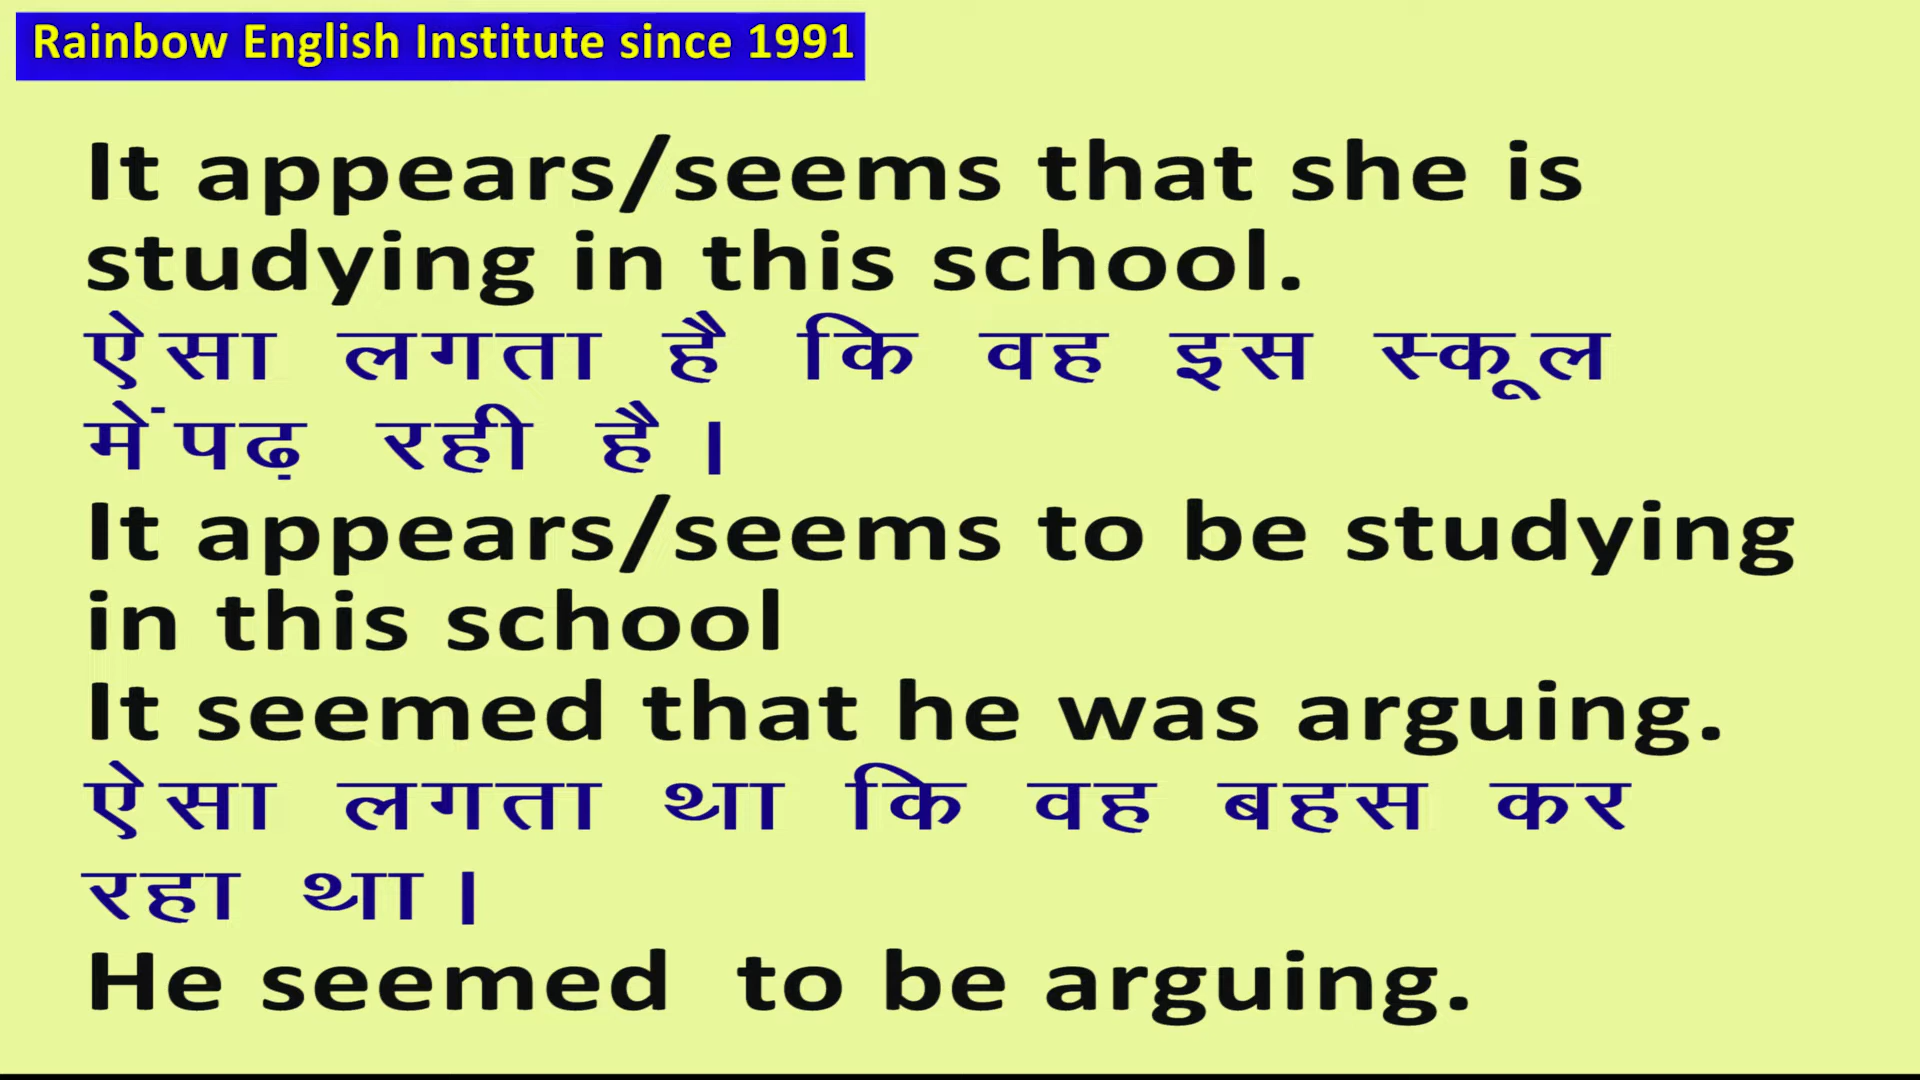 Rainbow English Institute since 1991
It appears/seems that she is
studying in this school.
ऐसा लगता है कि वह इस स्कूल
में पढ़ रही है ।
It appears/seems to be studying
in this school
It seemed that he was arguing.
ऐसा लगता था कि वह बहस कर
रहा था ।
He seemed to be arguing.